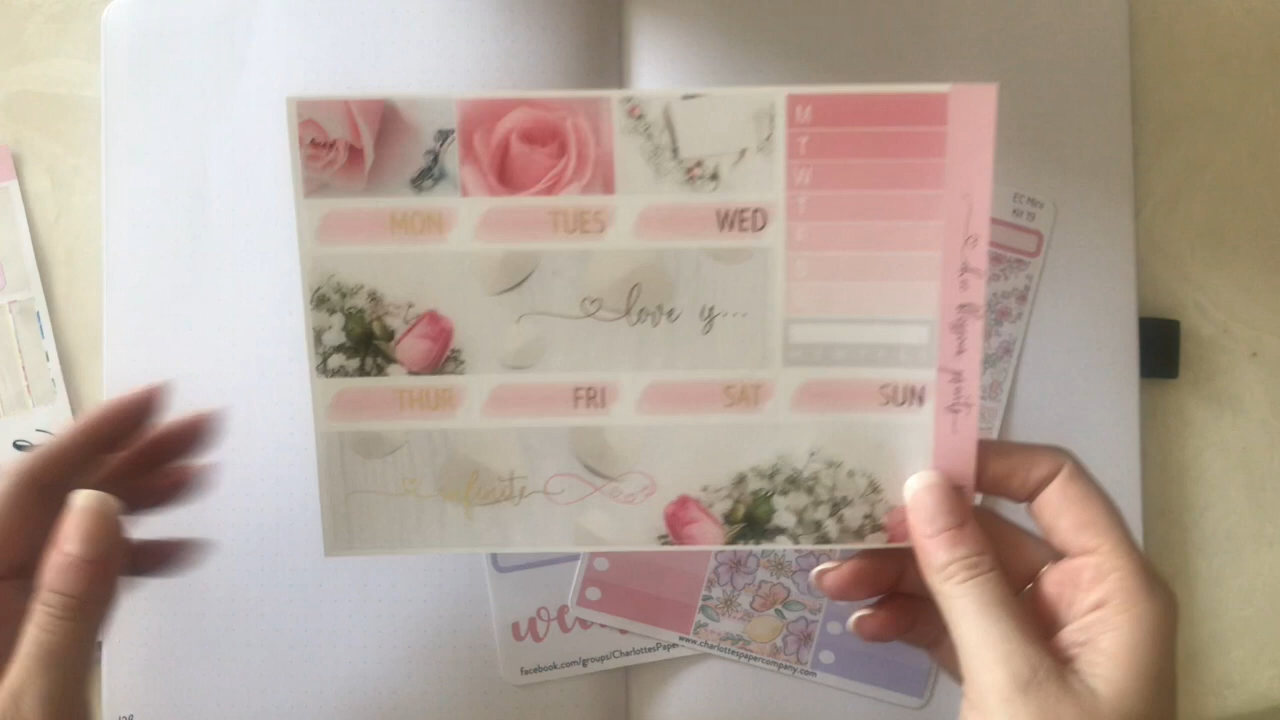 M
T
W
T
F
S
MON
TUES
WED
love y...
THUR
FRI
SAT
SUN
infinite
EC Mini
Kit 19
facebook.com/groups/CharlottesPaper
www.charlottespapercompany.com